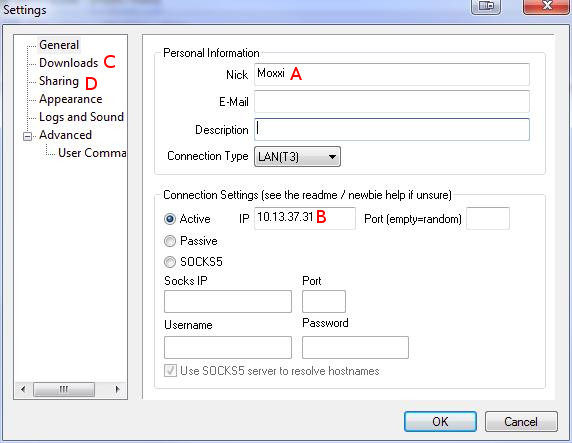 Settings
General
Downloads C
Sharing D
Appearance
Logs and Sound
Advanced
User Comma
Personal Information
Nick Moxxi A
E-Mail
Description
Connection Type LAN(T3)
Connection Settings (see the readme / newbie help if unsure)
Active IP 10.13.37.31 B Port (empty=random)
Passive
SOCKS5
Socks IP Port
Username Password
Use SOCKS5 server to resolve hostnames
OK Cancel